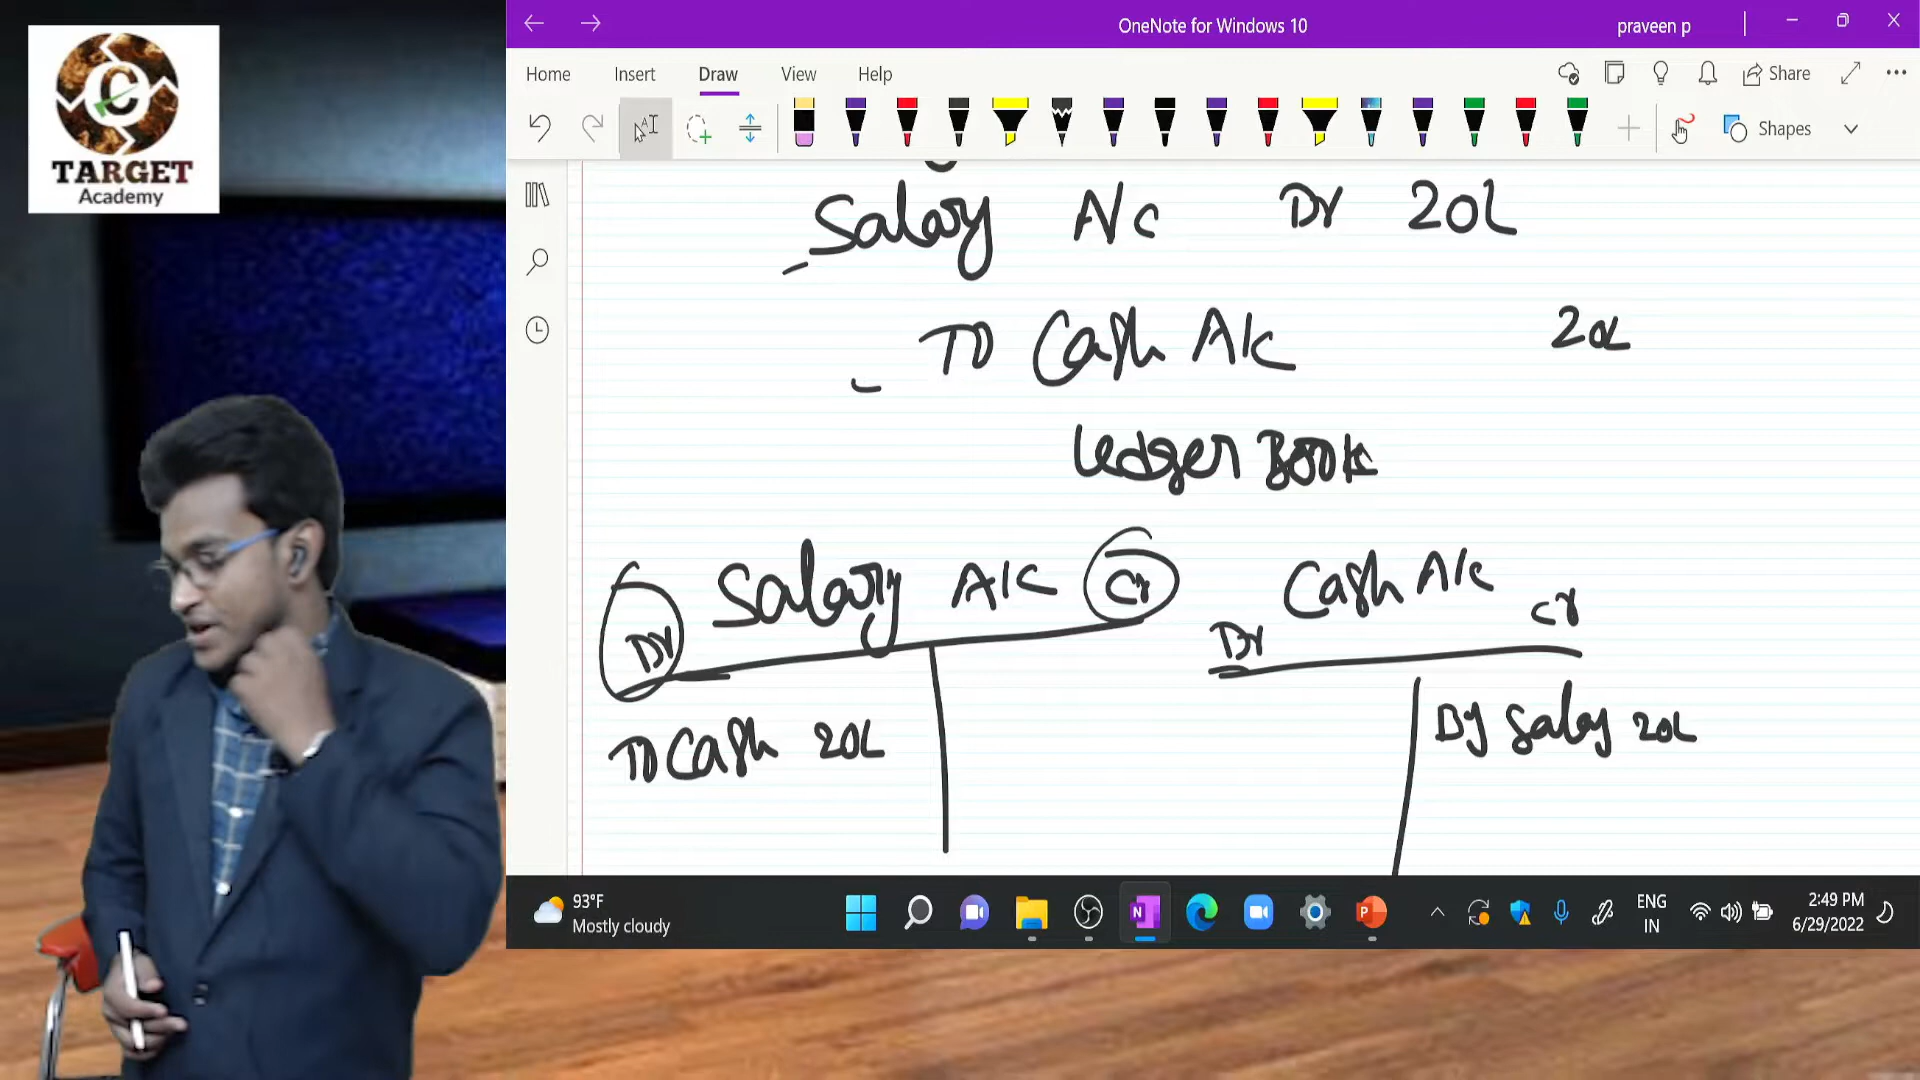 C
TARGET
Academy
OneNote for Windows 10
praveen p
Home Insert Draw View Help
Share
Shapes
Salary A/c Dr 20L
TO Cash A/c 20L
Ledger Book
Salary A/c Cr
Dr
Cash A/c
Dr Cr
TO Cash 20L
By Salary 20L
93°F
Mostly cloudy
ENG
IN
2:49 PM
6/29/2022